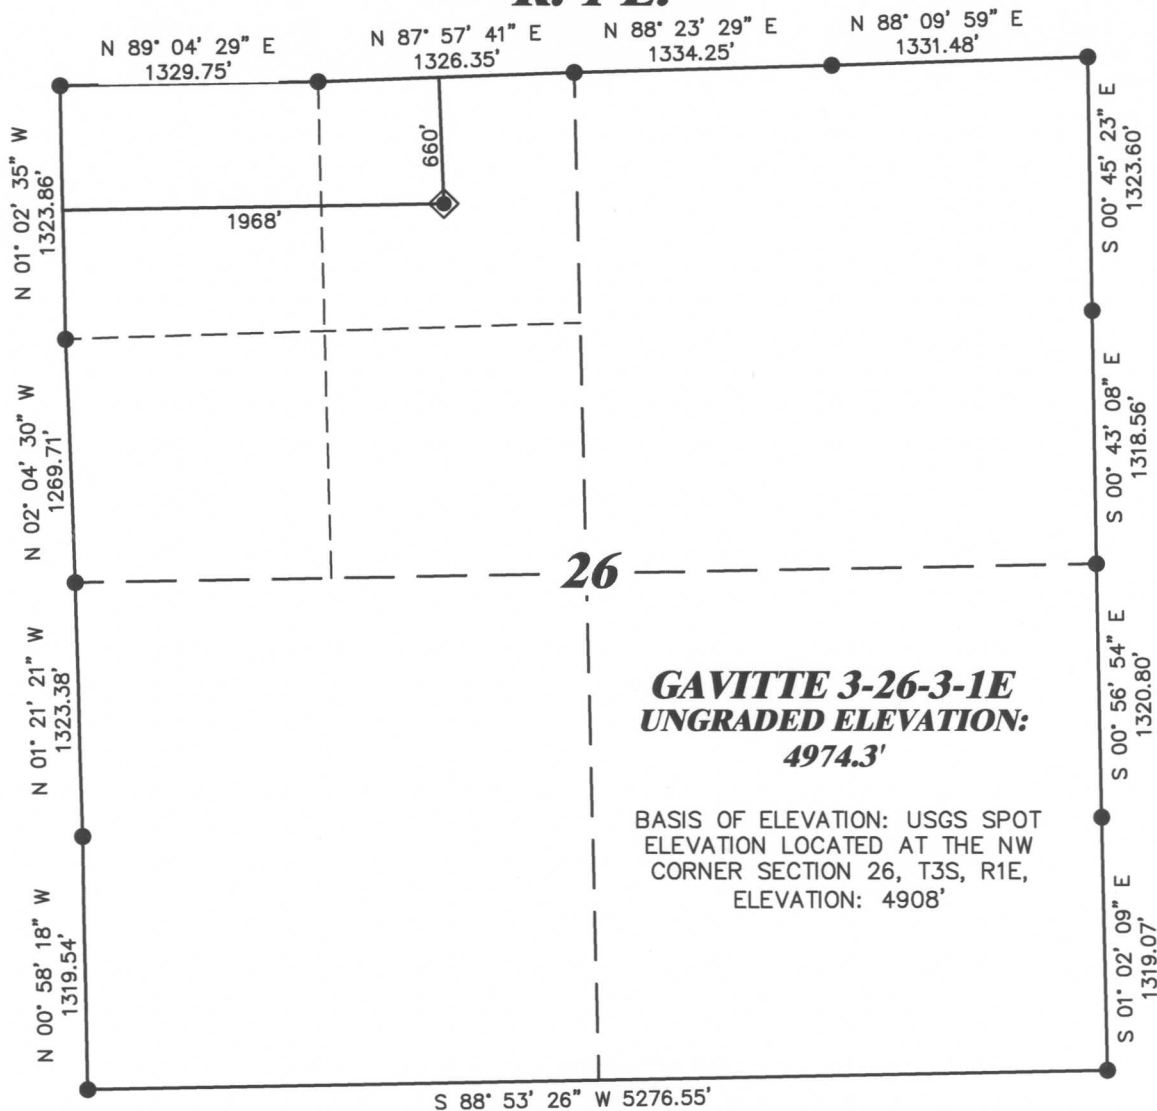 N 89° 04' 29" E
1329.75'
N 87° 57' 41" E
1326.35'
N 88° 23' 29" E
1334.25'
N 88° 09' 59" E
1331.48'
N 01° 02' 35" W
1323.86'
660'
1968'
S 00° 45' 23" E
1323.60'
N 02° 04' 30" W
1269.71'
S 00° 43' 08" E
1318.56'
26
N 01° 21' 21" W
1323.38'
GAVITTE 3-26-3-1E
UNGRADED ELEVATION:
4974.3'
S 00° 56' 54" E
1320.80'
BASIS OF ELEVATION: USGS SPOT
ELEVATION LOCATED AT THE NW
CORNER SECTION 26, T3S, R1E,
ELEVATION: 4908'
N 00° 58' 18" W
1319.54'
S 01° 02' 09" E
1319.07'
S 88° 53' 26" W 5276.55'